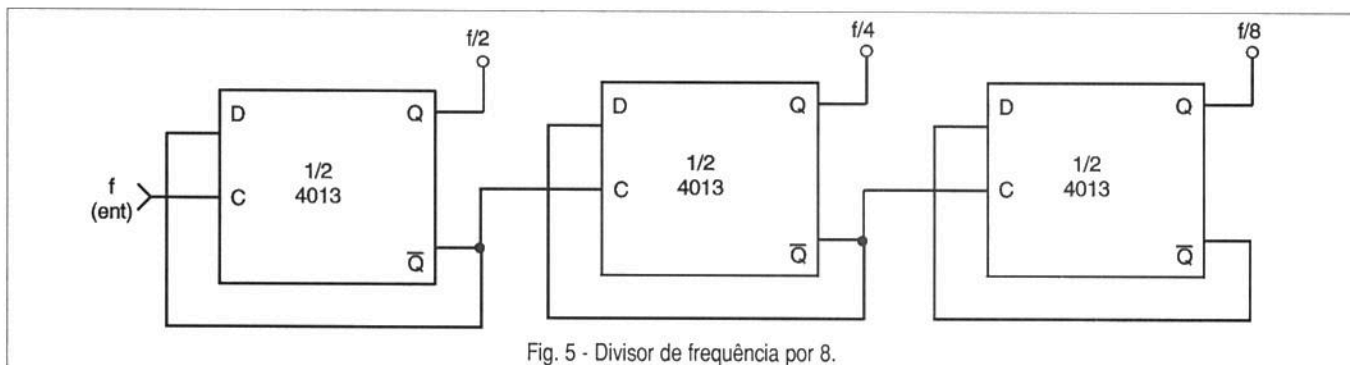 f/2
f/4
f/8
D
Q
1/2
4013
f
(ent)
C
Q̅
D
Q
1/2
4013
C
Q̅
D
Q
1/2
4013
C
Q̅
Fig. 5 - Divisor de frequência por 8.